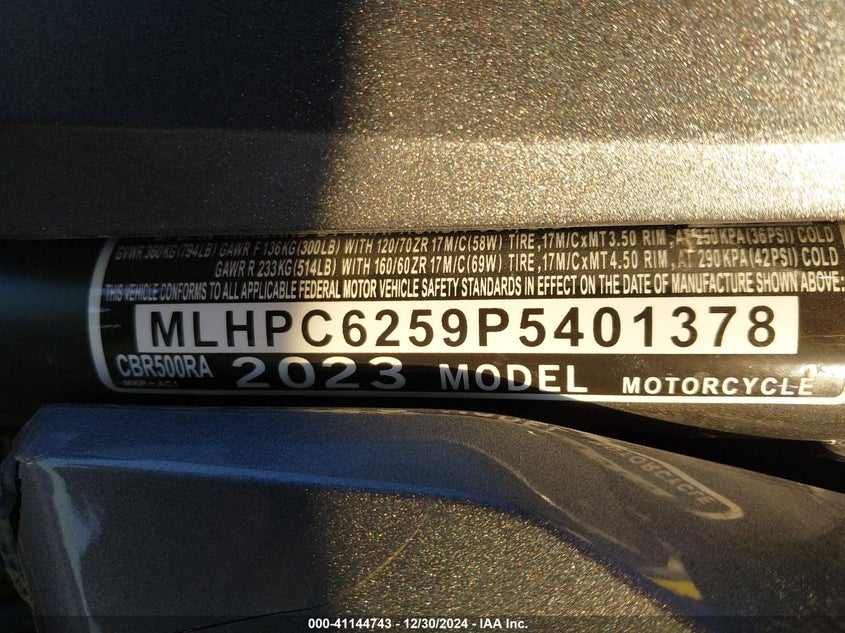 GVWR 360KG(794LB) GAWR F 136KG(300LB) WITH 120/70ZR 17M/C(58W) TIRE,17M/CxMT3.50 RIM, AT 250KPA(36PSI) COLD
GAWR R 233KG(514LB) WITH 160/60ZR 17M/C(69W) TIRE,17M/CxMT4.50 RIM, AT 290KPA(42PSI) COLD
THIS VEHICLE CONFORMS TO ALL APPLICABLE FEDERAL MOTOR VEHICLE SAFETY STANDARDS IN EFFECT ON THE DATE OF MANUFACTURE SHOWN ABOVE:
MLHPC6259P5401378
CBR500RA 2023 MODEL MOTORCYCLE
MKP-AC1
000-41144743 - 12/30/2024 - IAA Inc.